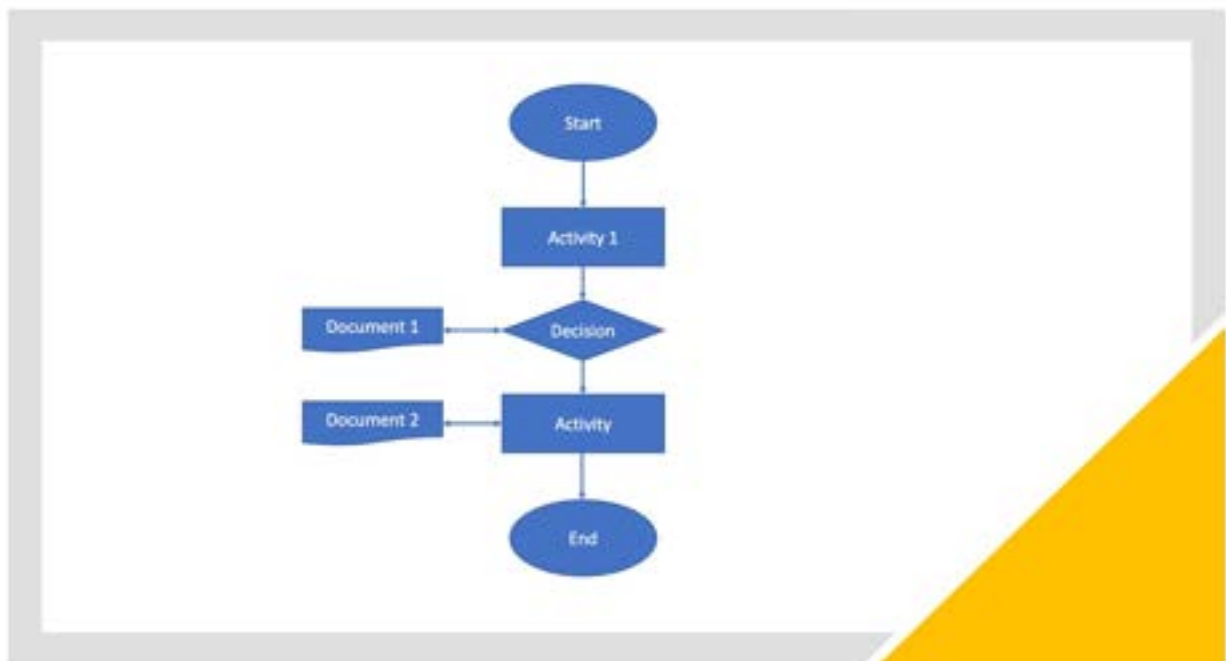 Start
Activity 1
Document 1
Decision
Document 2
Activity
End